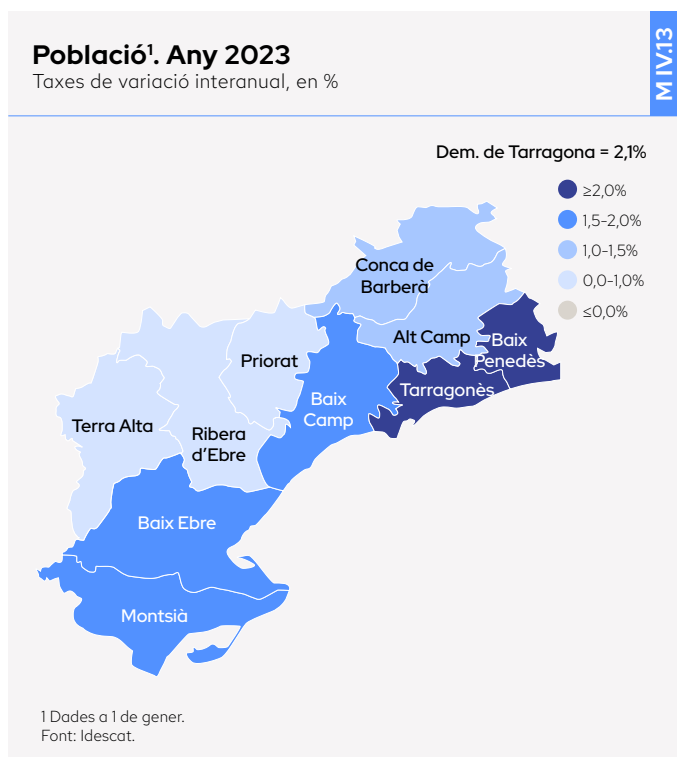 Població¹. Any 2023
Taxes de variació interanual, en %
M IV.13
Dem. de Tarragona = 2,1%
≥2,0%
1,5-2,0%
1,0-1,5%
0,0-1,0%
≤0,0%
Conca de
Barberà
Alt Camp
Baix
Penedès
Priorat
Tarragonès
Baix
Camp
Terra Alta
Ribera
d'Ebre
Baix Ebre
Montsià
1 Dades a 1 de gener.
Font: Idescat.